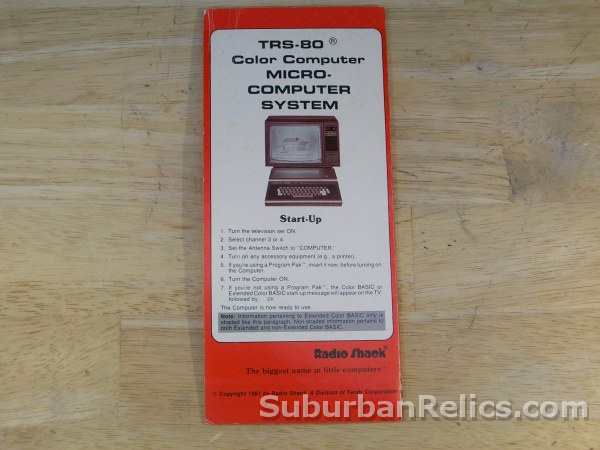 TRS-80 ®
Color Computer
MICRO-
COMPUTER
SYSTEM
Start-Up
1. Turn the television set ON.
2. Select channel 3 or 4.
3. Set the Antenna Switch to "COMPUTER."
4. Turn on any accessory equipment (e.g., a printer).
5. If you're using a Program Pak™, insert it now, before turning on
the Computer.
6. Turn the Computer ON.
7. If you're not using a Program Pak™, the Color BASIC or
Extended Color BASIC start-up message will appear on the TV,
followed by OK
The Computer is now ready to use.
Note: Information pertaining to Extended Color BASIC only is
shaded like this paragraph. Non-shaded information pertains to
both Extended and non-Extended Color BASIC.
Radio Shack®
The biggest name in little computers™
© Copyright 1981 by Radio Shack, A Division of Tandy Corporation
SuburbanRelics.com